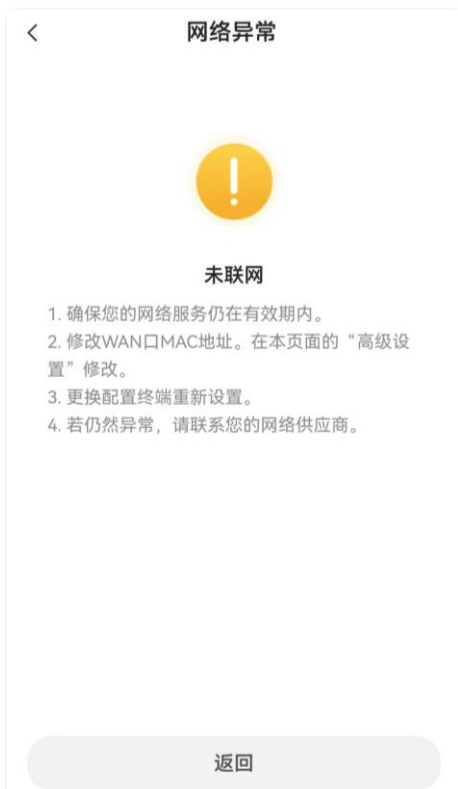 网络异常
未联网
1. 确保您的网络服务仍在有效期内。
2. 修改WAN口MAC地址。在本页面的“高级设
置”修改。
3. 更换配置终端重新设置。
4. 若仍然异常，请联系您的网络供应商。
返回